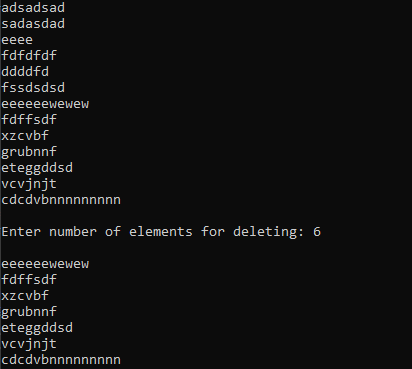 adsadsad
sadasdad
eeee
fdfdfdf
ddddfd
fssdsdsd
eeeeeewewew
fdffsdf
xzcvbf
grubnnf
eteggddsd
vcvjnjt
cdcdvbnnnnnnnnn
Enter number of elements for deleting: 6
eeeeeewewew
fdffsdf
xzcvbf
grubnnf
eteggddsd
vcvjnjt
cdcdvbnnnnnnnnn